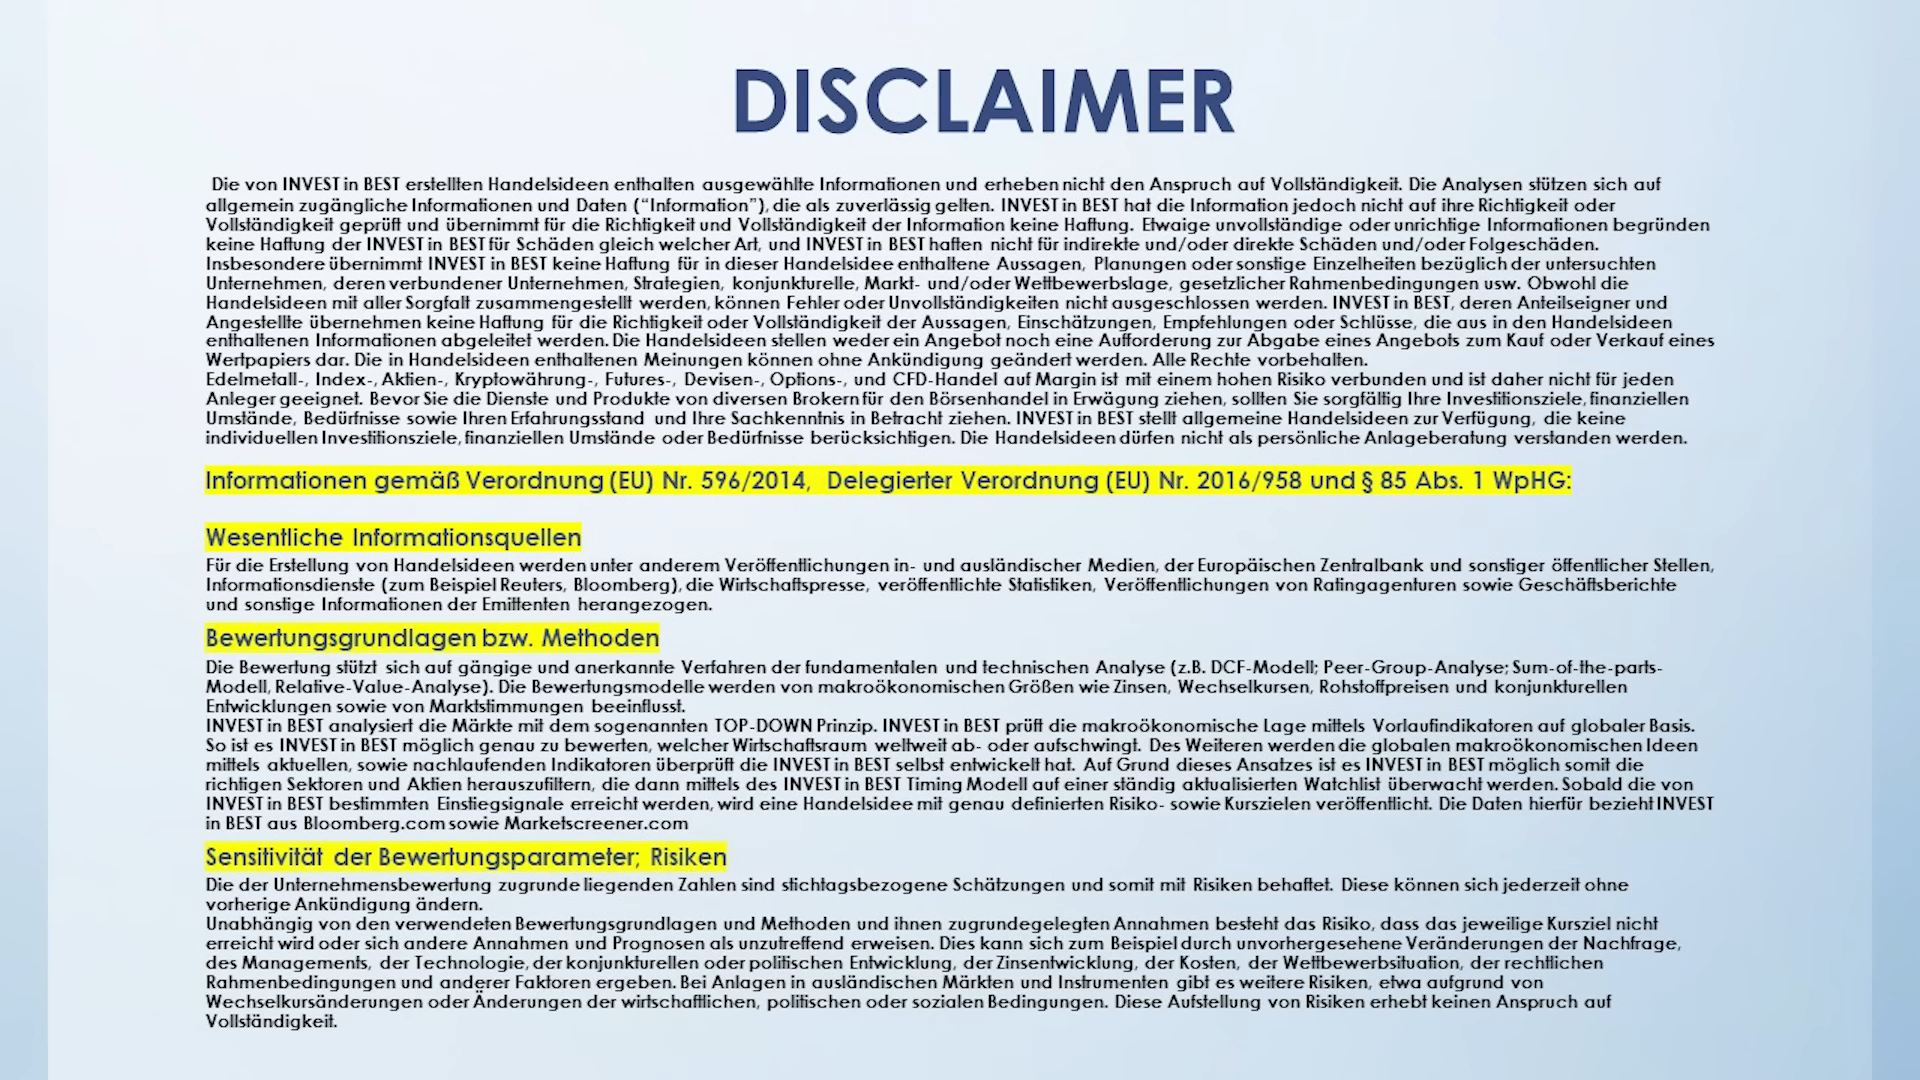 DISCLAIMER
Die von INVEST in BEST erstellten Handelsideen enthalten ausgewählte Informationen und erheben nicht den Anspruch auf Vollständigkeit. Die Analysen stützen sich auf
allgemein zugängliche Informationen und Daten (“Information”), die als zuverlässig gelten. INVEST in BEST hat die Information jedoch nicht auf ihre Richtigkeit oder
Vollständigkeit geprüft und übernimmt für die Richtigkeit und Vollständigkeit der Information keine Haftung. Etwaige unvollständige oder unrichtige Informationen begründen
keine Haftung der INVEST in BEST für Schäden gleich welcher Art, und INVEST in BEST haften nicht für indirekte und/oder direkte Schäden und/oder Folgeschäden.
Insbesondere übernimmt INVEST in BEST keine Haftung für in dieser Handelsidee enthaltene Aussagen, Planungen oder sonstige Einzelheiten bezüglich der untersuchten
Unternehmen, deren verbundener Unternehmen, Strategien, konjunkturelle, Markt- und/oder Wettbewerbslage, gesetzlicher Rahmenbedingungen usw. Obwohl die
Handelsideen mit aller Sorgfalt zusammengestellt werden, können Fehler oder Unvollständigkeiten nicht ausgeschlossen werden. INVEST in BEST, deren Anteilseigner und
Angestellte übernehmen keine Haftung für die Richtigkeit oder Vollständigkeit der Aussagen, Einschätzungen, Empfehlungen oder Schlüsse, die aus in den Handelsideen
enthaltenen Informationen abgeleitet werden. Die Handelsideen stellen weder ein Angebot noch eine Aufforderung zur Abgabe eines Angebots zum Kauf oder Verkauf eines
Wertpapiers dar. Die in Handelsideen enthaltenen Meinungen können ohne Ankündigung geändert werden. Alle Rechte vorbehalten.
Edelmetall-, Index-, Aktien-, Kryptowährung-, Futures-, Devisen-, Options-, und CFD-Handel auf Margin ist mit einem hohen Risiko verbunden und ist daher nicht für jeden
Anleger geeignet. Bevor Sie die Dienste und Produkte von diversen Brokern für den Börsenhandel in Erwägung ziehen, sollten Sie sorgfältig Ihre Investitionsziele, finanziellen
Umstände, Bedürfnisse sowie Ihren Erfahrungsstand und Ihre Sachkenntnis in Betracht ziehen. INVEST in BEST stellt allgemeine Handelsideen zur Verfügung, die keine
individuellen Investitionsziele, finanziellen Umstände oder Bedürfnisse berücksichtigen. Die Handelsideen dürfen nicht als persönliche Anlageberatung verstanden werden.
Informationen gemäß Verordnung (EU) Nr. 596/2014, Delegierter Verordnung (EU) Nr. 2016/958 und § 85 Abs. 1 WpHG:
Wesentliche Informationsquellen
Für die Erstellung von Handelsideen werden unter anderem Veröffentlichungen in- und ausländischer Medien, der Europäischen Zentralbank und sonstiger öffentlicher Stellen,
Informationsdienste (zum Beispiel Reuters, Bloomberg), die Wirtschaftspresse, veröffentlichte Statistiken, Veröffentlichungen von Ratingagenturen sowie Geschäftsberichte
und sonstige Informationen der Emittenten herangezogen.
Bewertungsgrundlagen bzw. Methoden
Die Bewertung stützt sich auf gängige und anerkannte Verfahren der fundamentalen und technischen Analyse (z.B. DCF-Modell; Peer-Group-Analyse; Sum-of-the-parts-
Modell, Relative-Value-Analyse). Die Bewertungsmodelle werden von makroökonomischen Größen wie Zinsen, Wechselkursen, Rohstoffpreisen und konjunkturellen
Entwicklungen sowie von Marktstimmungen beeinflusst.
INVEST in BEST analysiert die Märkte mit dem sogenannten TOP-DOWN Prinzip. INVEST in BEST prüft die makroökonomische Lage mittels Vorlaufindikatoren auf globaler Basis.
So ist es INVEST in BEST möglich genau zu bewerten, welcher Wirtschaftsraum weltweit ab- oder aufschwingt. Des Weiteren werden die globalen makroökonomischen Ideen
mittels aktuellen, sowie nachlaufenden Indikatoren überprüft die INVEST in BEST selbst entwickelt hat. Auf Grund dieses Ansatzes ist es INVEST in BEST möglich somit die
richtigen Sektoren und Aktien herauszufiltern, die dann mittels des INVEST in BEST Timing Modell auf einer ständig aktualisierten Watchlist überwacht werden. Sobald die von
INVEST in BEST bestimmten Einstiegsignale erreicht werden, wird eine Handelsidee mit genau definierten Risiko- sowie Kurszielen veröffentlicht. Die Daten hierfür bezieht INVEST
in BEST aus Bloomberg.com sowie Marketscreener.com
Sensitivität der Bewertungsparameter; Risiken
Die der Unternehmensbewertung zugrunde liegenden Zahlen sind stichtagsbezogene Schätzungen und somit mit Risiken behaftet. Diese können sich jederzeit ohne
vorherige Ankündigung ändern.
Unabhängig von den verwendeten Bewertungsgrundlagen und Methoden und ihnen zugrundegelegten Annahmen besteht das Risiko, dass das jeweilige Kursziel nicht
erreicht wird oder sich andere Annahmen und Prognosen als unzutreffend erweisen. Dies kann sich zum Beispiel durch unvorhergesehene Veränderungen der Nachfrage,
des Managements, der Technologie, der konjunkturellen oder politischen Entwicklung, der Zinsentwicklung, der Kosten, der Wettbewerbsituation, der rechtlichen
Rahmenbedingungen und anderer Faktoren ergeben. Bei Anlagen in ausländischen Märkten und Instrumenten gibt es weitere Risiken, etwa aufgrund von
Wechselkursänderungen oder Änderungen der wirtschaftlichen, politischen oder sozialen Bedingungen. Diese Aufstellung von Risiken erhebt keinen Anspruch auf
Vollständigkeit.